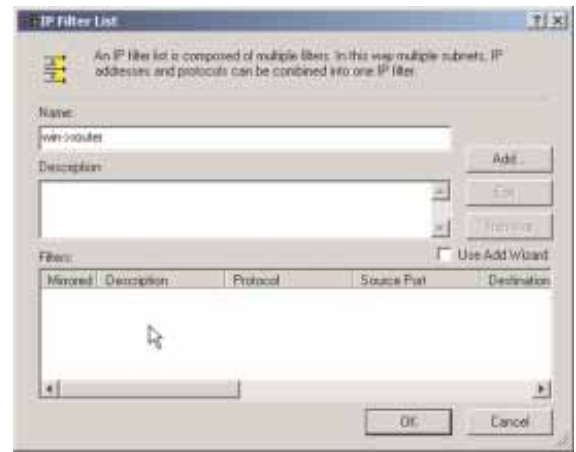 IP Filter List
An IP filter list is composed of multiple filters. In this way multiple subnets, IP
addresses and protocols can be combined into one IP filter.
Name:
win->router
Add...
Description:
Edit...
Remove
Filters:
Use Add Wizard
Mirrored Description Protocol Source Port Destination
OK
Cancel